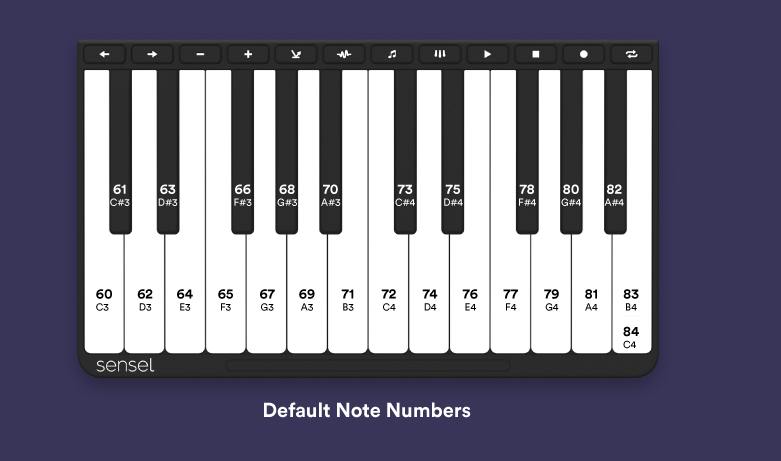 61 63 66 68 70 73 75 78 80 82
C#3 D#3 F#3 G#3 A#3 C#4 D#4 F#4 G#4 A#4
60 62 64 65 67 69 71 72 74 76 77 79 81 83
C3 D3 E3 F3 G3 A3 B3 C4 D4 E4 F4 G4 A4 B4
84
C4
sensel
Default Note Numbers